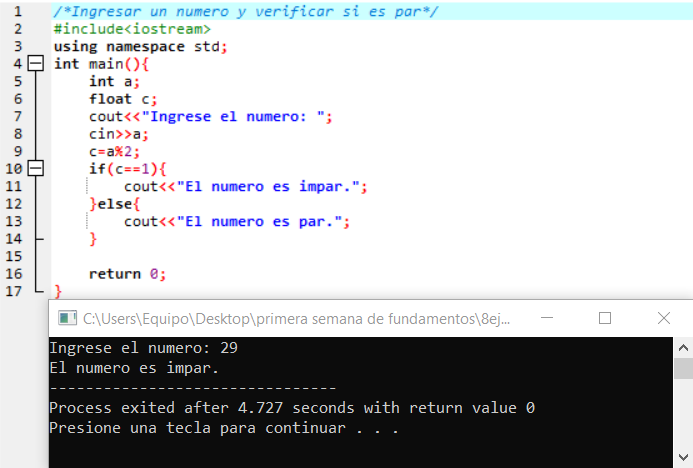 1 /*Ingresar un numero y verificar si es par*/
2 #include<iostream>
3 using namespace std;
4 int main(){
5 int a;
6 float c;
7 cout<<"Ingrese el numero: ";
8 cin>>a;
9 c=a%2;
10 if(c==1){
11 cout<<"El numero es impar.";
12 }else{
13 cout<<"El numero es par.";
14 }
15
16 return 0;
17 }
C:\Users\Equipo\Desktop\primera semana de fundamentos\8ej...
Ingrese el numero: 29
El numero es impar.
--------------------------------
Process exited after 4.727 seconds with return value 0
Presione una tecla para continuar . . .